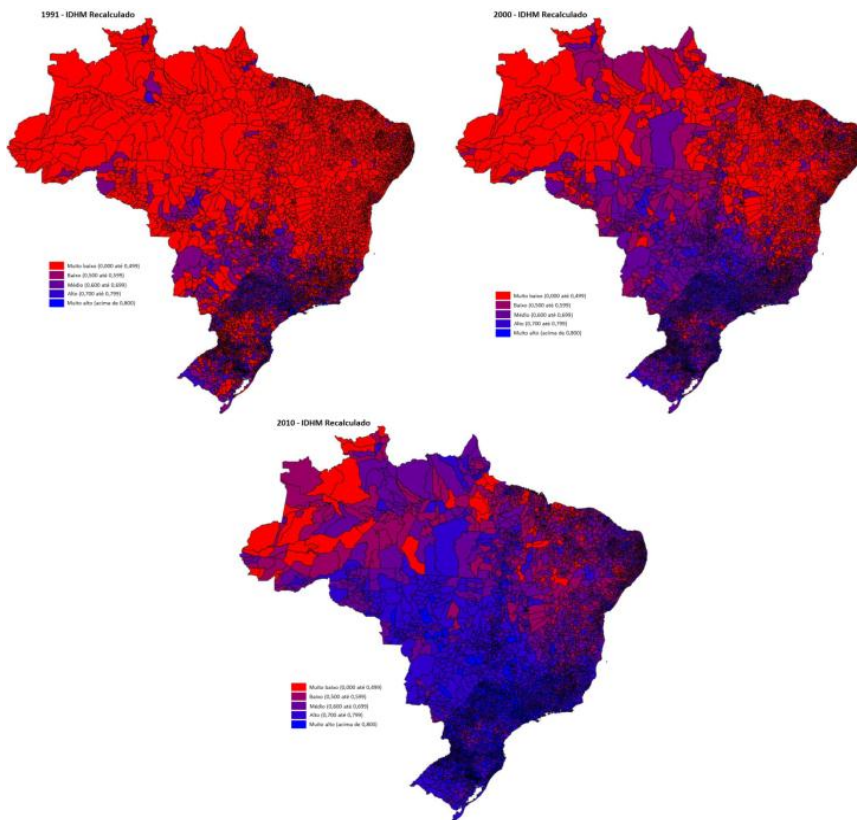 1991 - IDHM Recalculado
Muito baixo (0,000 até 0,499)
Baixo (0,500 até 0,599)
Médio (0,600 até 0,699)
Alto (0,700 até 0,799)
Muito alto (acima de 0,800)
2000 - IDHM Recalculado
Muito baixo (0,000 até 0,499)
Baixo (0,500 até 0,599)
Médio (0,600 até 0,699)
Alto (0,700 até 0,799)
Muito alto (acima de 0,800)
2010 - IDHM Recalculado
Muito baixo (0,000 até 0,499)
Baixo (0,500 até 0,599)
Médio (0,600 até 0,699)
Alto (0,700 até 0,799)
Muito alto (acima de 0,800)